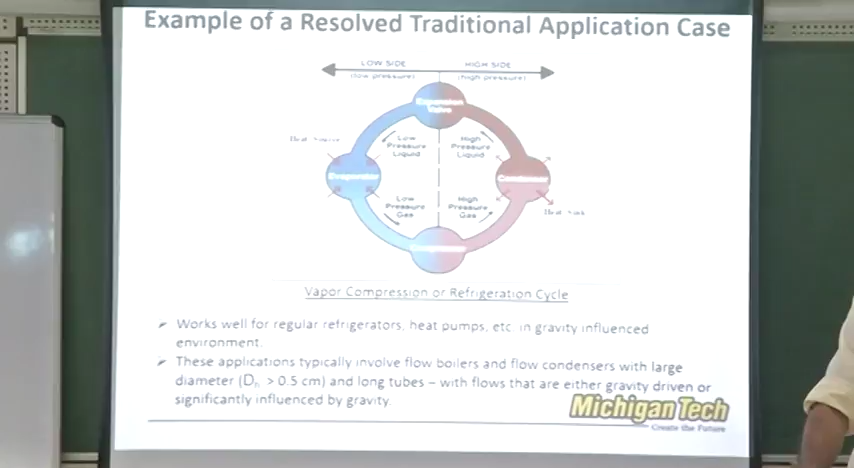 Example of a Resolved Traditional Application Case
LOW SIDE
HIGH SIDE
(low pressure)
(high pressure)
Expansion
Valve
Heat Source
Low
Pressure
Liquid
High
Pressure
Liquid
Evaporator
Condenser
Low
Pressure
Gas
High
Pressure
Gas
Heat Sink
Vapor Compression or Refrigeration Cycle
➢ Works well for regular refrigerators, heat pumps, etc. in gravity influenced
environment.
➢ These applications typically involve flow boilers and flow condensers with large
diameter (Dₕ > 0.5 cm) and long tubes – with flows that are either gravity driven or
significantly influenced by gravity.
Michigan Tech
Create the Future